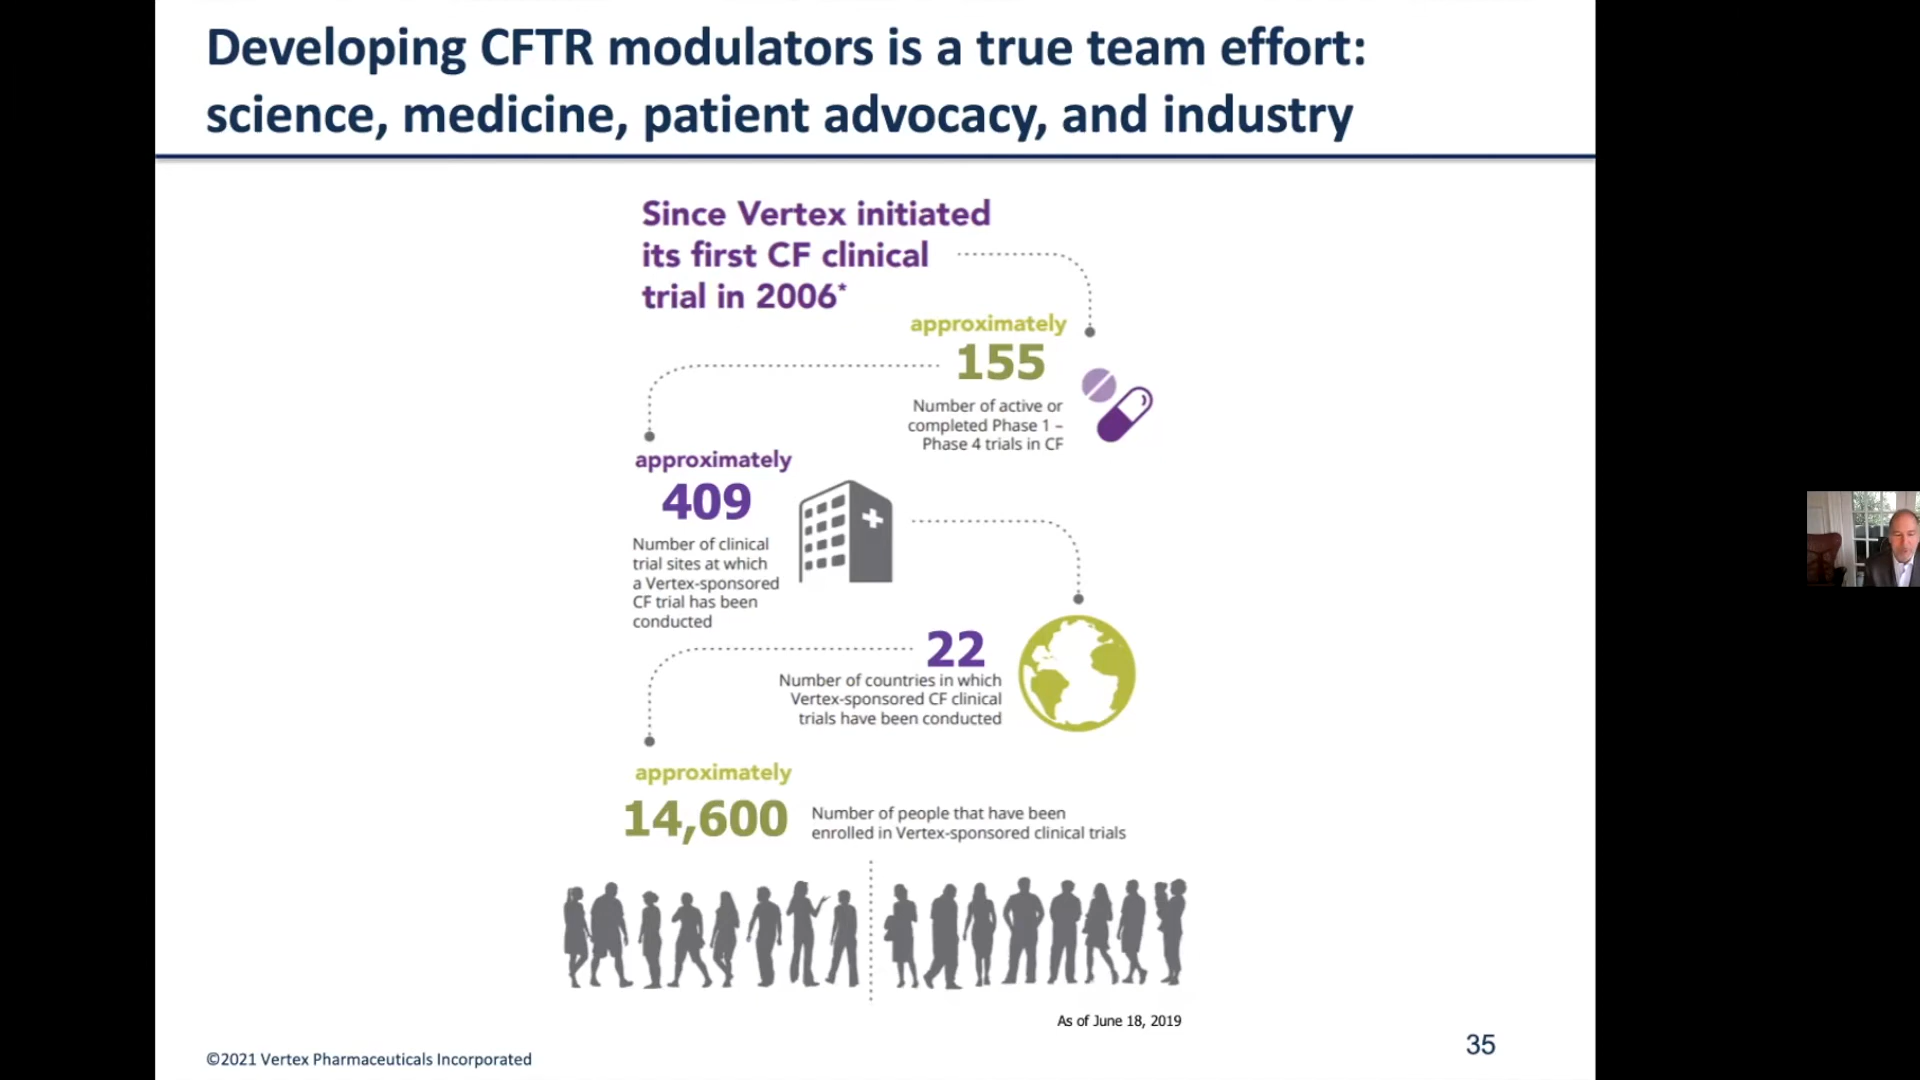 Developing CFTR modulators is a true team effort:
science, medicine, patient advocacy, and industry
Since Vertex initiated
its first CF clinical
trial in 2006*
approximately
155
Number of active or
completed Phase 1 –
Phase 4 trials in CF
approximately
409
Number of clinical
trial sites at which
a Vertex-sponsored
CF trial has been
conducted
22
Number of countries in which
Vertex-sponsored CF clinical
trials have been conducted
approximately
14,600
Number of people that have been
enrolled in Vertex-sponsored clinical trials
As of June 18, 2019
©2021 Vertex Pharmaceuticals Incorporated
35